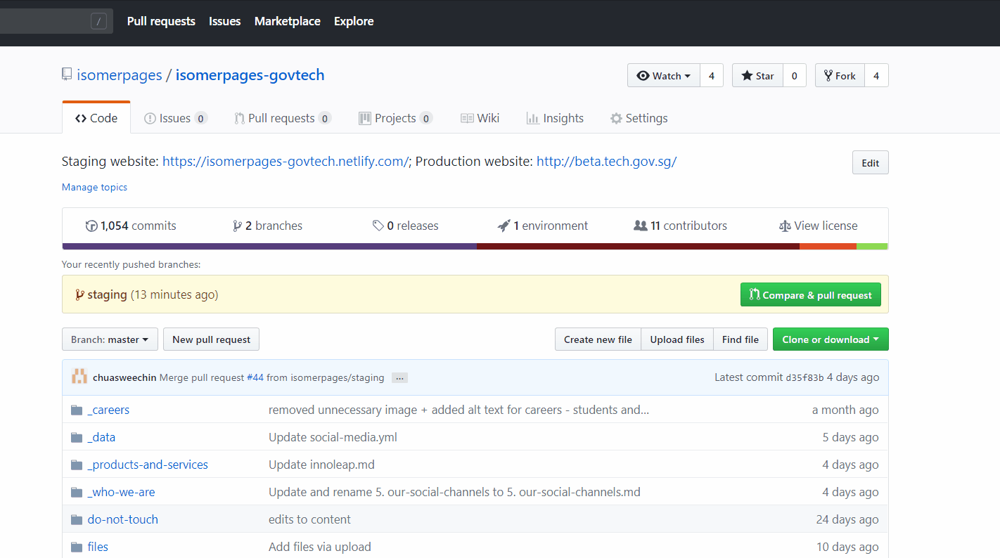 / Pull requests Issues Marketplace Explore
isomerpages / isomerpages-govtech Watch 4 Star 0 Fork 4
Code Issues 0 Pull requests 0 Projects 0 Wiki Insights Settings
Staging website: https://isomerpages-govtech.netlify.com/; Production website: http://beta.tech.gov.sg/ Edit
Manage topics
1,054 commits 2 branches 0 releases 1 environment 11 contributors View license
Your recently pushed branches:
staging (13 minutes ago) Compare & pull request
Branch: master New pull request Create new file Upload files Find file Clone or download
chuasweechin Merge pull request #44 from isomerpages/staging ... Latest commit d35f83b 4 days ago
_careers removed unnecessary image + added alt text for careers - students and... a month ago
_data Update social-media.yml 5 days ago
_products-and-services Update innoleap.md 4 days ago
_who-we-are Update and rename 5. our-social-channels to 5. our-social-channels.md 4 days ago
do-not-touch edits to content 24 days ago
files Add files via upload 10 days ago